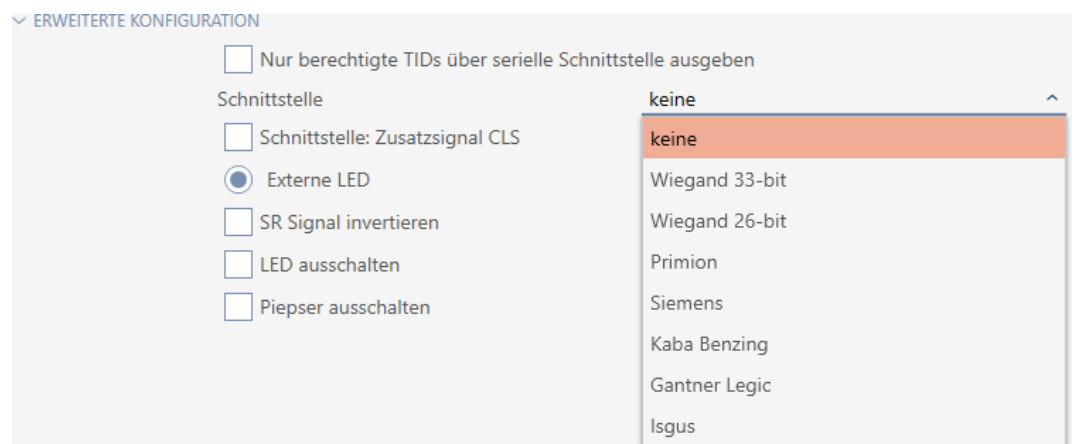 ERWEITERTE KONFIGURATION
Nur berechtigte TIDs über serielle Schnittstelle ausgeben
Schnittstelle keine
Schnittstelle: Zusatzsignal CLS
Externe LED
SR Signal invertieren
LED ausschalten
Piepser ausschalten
keine
Wiegand 33-bit
Wiegand 26-bit
Primion
Siemens
Kaba Benzing
Gantner Legic
Isgus